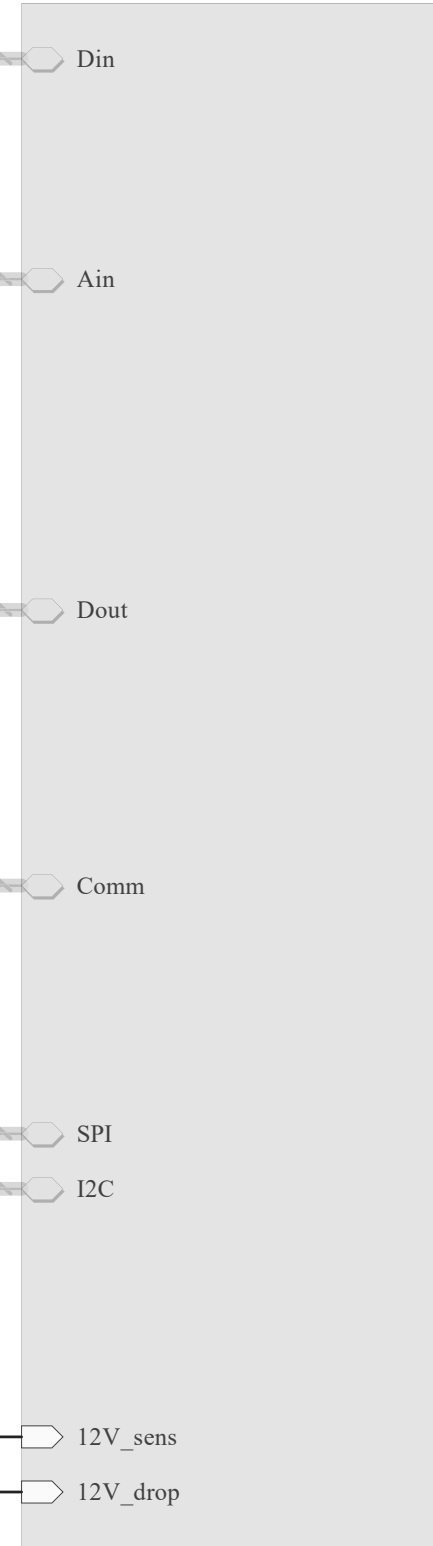 Din
Ain
Dout
Comm
SPI
I2C
12V_sens
12V_drop